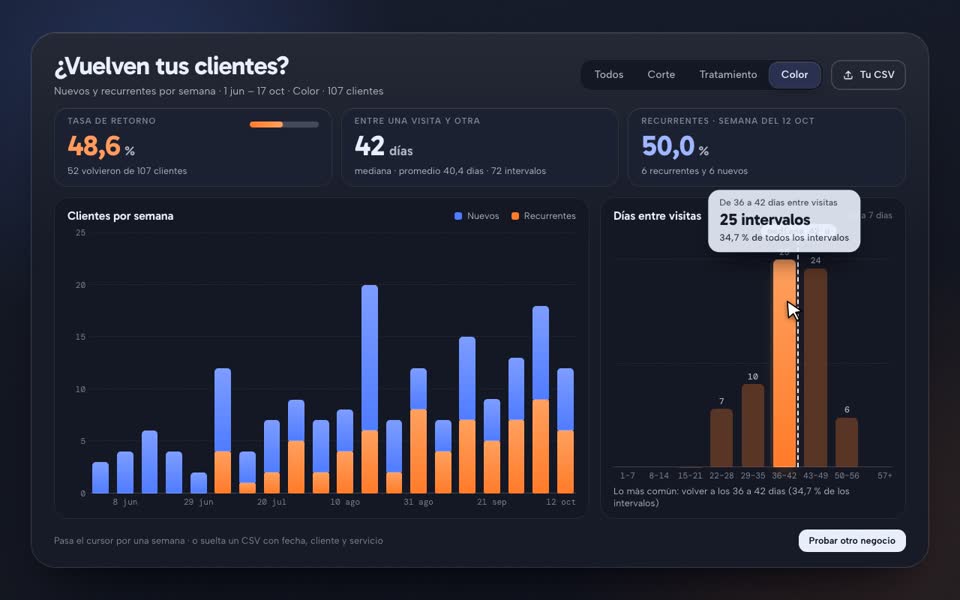 ¿Vuelven tus clientes?
Nuevos y recurrentes por semana · 1 jun – 17 oct · Color · 107 clientes
Todos
Corte
Tratamiento
Color
Tu CSV
TASA DE RETORNO
48,6 %
52 volvieron de 107 clientes
ENTRE UNA VISITA Y OTRA
42 días
mediana · promedio 40,4 días · 72 intervalos
RECURRENTES · SEMANA DEL 12 OCT
50,0 %
6 recurrentes y 6 nuevos
Clientes por semana
Nuevos
Recurrentes
25
20
15
10
5
0
8 jun
29 jun
20 jul
10 ago
31 ago
21 sep
12 oct
Días entre visitas
a 7 días
De 36 a 42 días entre visitas
25 intervalos
34,7 % de todos los intervalos
24
10
7
6
1-7
8-14
15-21
22-28
29-35
36-42
43-49
50-56
57+
Lo más común: volver a los 36 a 42 días (34,7 % de los
intervalos)
Pasa el cursor por una semana · o suelta un CSV con fecha, cliente y servicio
Probar otro negocio